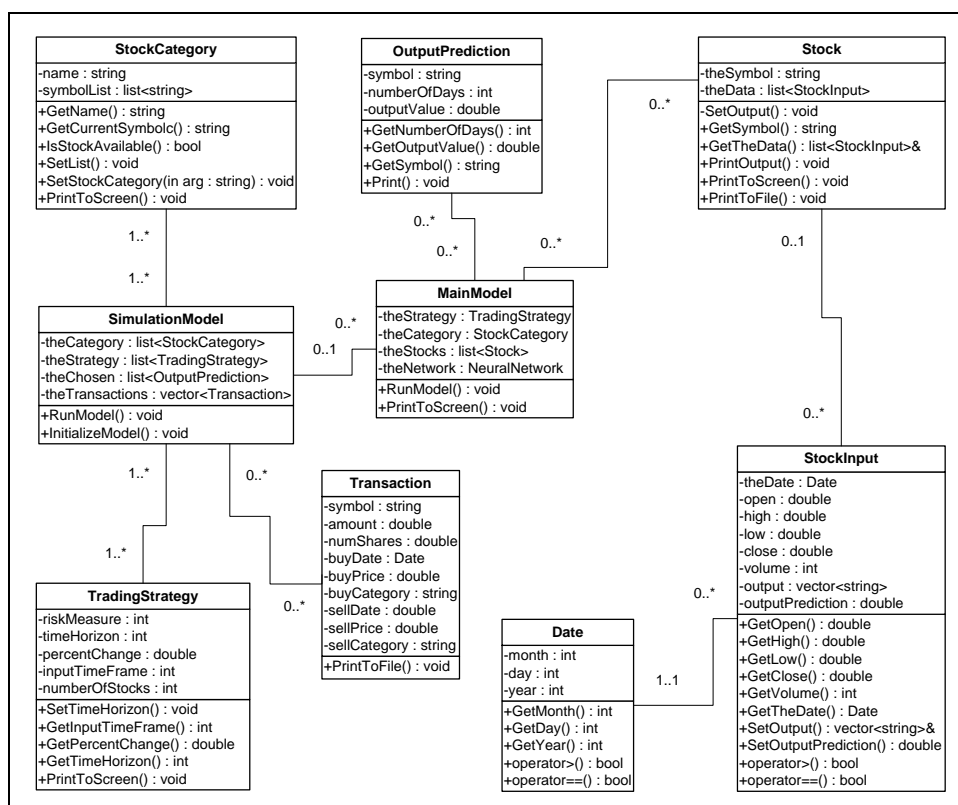 StockCategory
-name : string
-symbolList : list<string>
+GetName() : string
+GetCurrentSymbolc() : string
+IsStockAvailable() : bool
+SetList() : void
+SetStockCategory(in arg : string) : void
+PrintToScreen() : void
OutputPrediction
-symbol : string
-numberOfDays : int
-outputValue : double
+GetNumberOfDays() : int
+GetOutputValue() : double
+GetSymbol() : string
+Print() : void
Stock
-theSymbol : string
-theData : list<StockInput>
-SetOutput() : void
+GetSymbol() : string
+GetTheData() : list<StockInput>&
+PrintOutput() : void
+PrintToScreen() : void
+PrintToFile() : void
0..*
0..*
0..*
0..*
1..*
1..*
0..1
SimulationModel
-theCategory : list<StockCategory>
-theStrategy : list<TradingStrategy>
-theChosen : list<OutputPrediction>
-theTransactions : vector<Transaction>
+RunModel() : void
+InitializeModel() : void
0..*
0..1
MainModel
-theStrategy : TradingStrategy
-theCategory : StockCategory
-theStocks : list<Stock>
-theNetwork : NeuralNetwork
+RunModel() : void
+PrintToScreen() : void
0..*
1..*
0..*
1..*
0..*
Transaction
-symbol : string
-amount : double
-numShares : double
-buyDate : Date
-buyPrice : double
-buyCategory : string
-sellDate : double
-sellPrice : double
-sellCategory : string
+PrintToFile() : void
StockInput
-theDate : Date
-open : double
-high : double
-low : double
-close : double
-volume : int
-output : vector<string>
-outputPrediction : double
+GetOpen() : double
+GetHigh() : double
+GetLow() : double
+GetClose() : double
+GetVolume() : int
+GetTheDate() : Date
+SetOutput() : vector<string>&
+SetOutputPrediction() : double
+operator>() : bool
+operator==() : bool
0..*
1..1
TradingStrategy
-riskMeasure : int
-timeHorizon : int
-percentChange : double
-inputTimeFrame : int
-numberOfStocks : int
+SetTimeHorizon() : void
+GetInputTimeFrame() : int
+GetPercentChange() : double
+GetTimeHorizon() : int
+PrintToScreen() : void
Date
-month : int
-day : int
-year : int
+GetMonth() : int
+GetDay() : int
+GetYear() : int
+operator>() : bool
+operator==() : bool